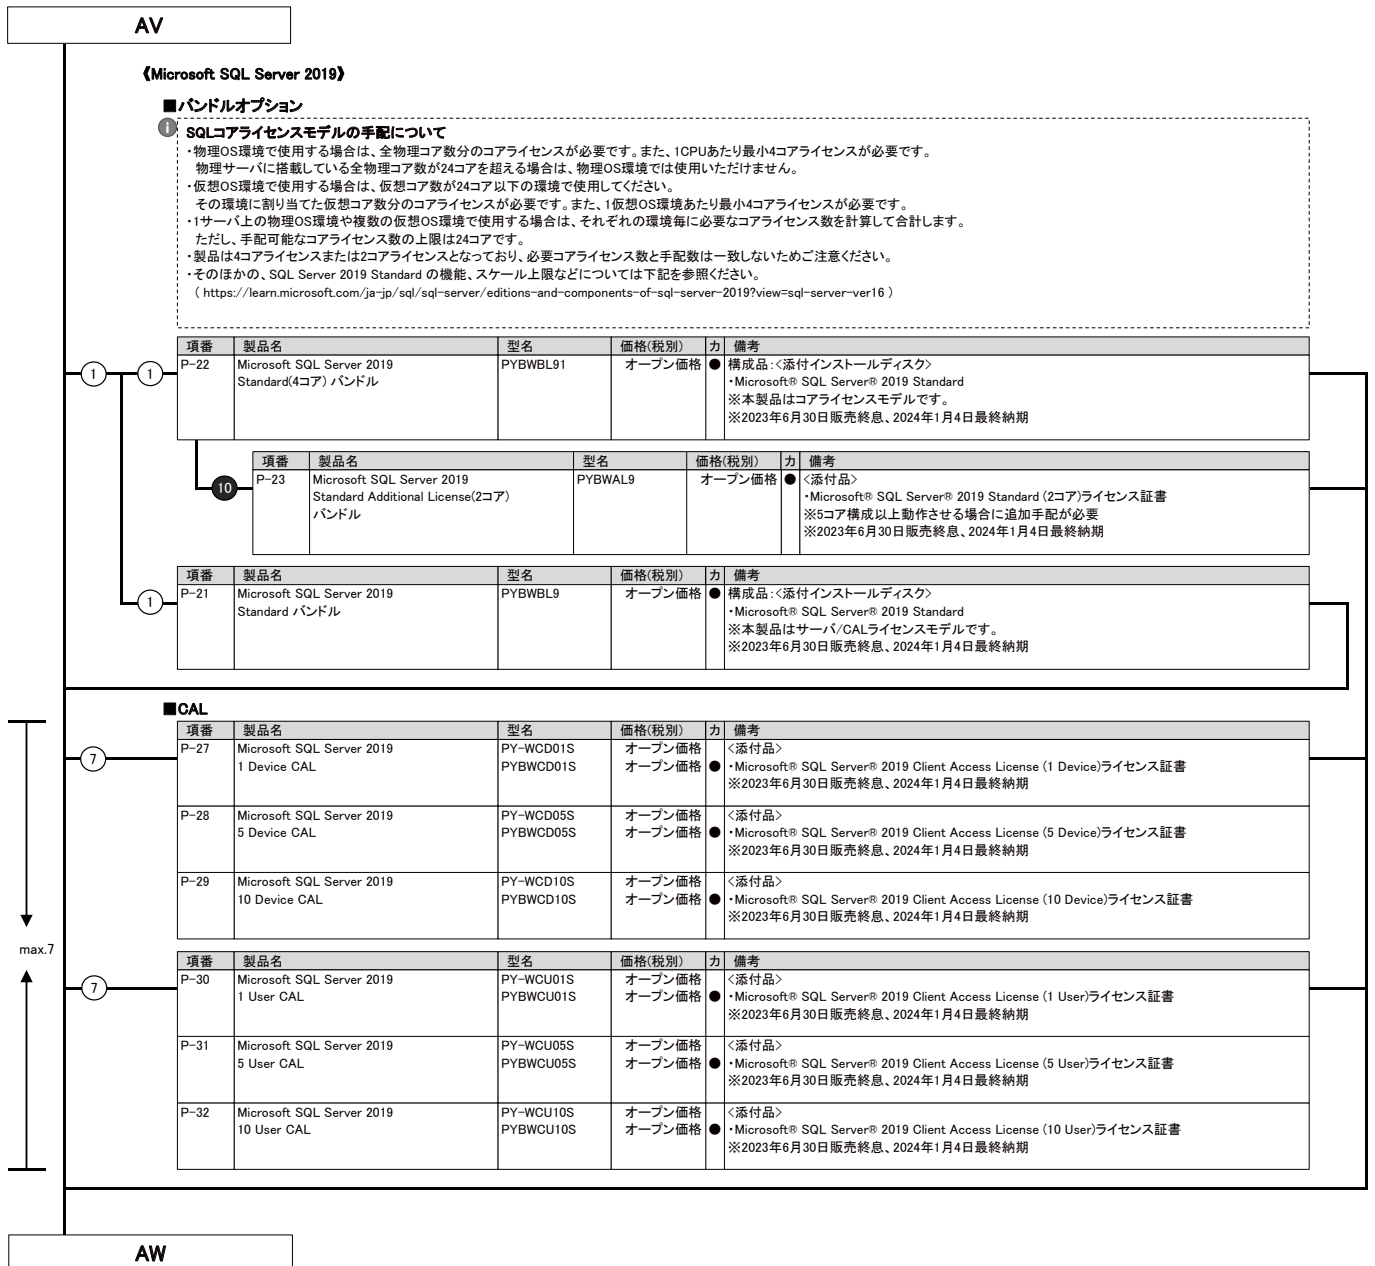 AV
《Microsoft SQL Server 2019》
■バンドルオプション
i
SQLコアライセンスモデルの手配について
・物理OS環境で使用する場合は、全物理コア数分のコアライセンスが必要です。また、1CPUあたり最小4コアライセンスが必要です。
物理サーバに搭載している全物理コア数が24コアを超える場合は、物理OS環境では使用いただけません。
・仮想OS環境で使用する場合は、仮想コア数が24コア以下の環境で使用してください。
その環境に割り当てた仮想コア数分のコアライセンスが必要です。また、1仮想OS環境あたり最小4コアライセンスが必要です。
・1サーバ上の物理OS環境や複数の仮想OS環境で使用する場合は、それぞれの環境毎に必要なコアライセンス数を計算して合計します。
ただし、手配可能なコアライセンス数の上限は24コアです。
・製品は4コアライセンスまたは2コアライセンスとなっており、必要コアライセンス数と手配数は一致しないためご注意ください。
・そのほかの、SQL Server 2019 Standard の機能、スケール上限などについては下記を参照ください。
( https://learn.microsoft.com/ja-jp/sql/sql-server/editions-and-components-of-sql-server-2019?view=sql-server-ver16 )
項番 製品名 型名 価格(税別) カ 備考
1 1 P-22 Microsoft SQL Server 2019 PYBWBL91 オープン価格 ● 構成品:<添付インストールディスク>
Standard(4コア) バンドル ・Microsoft® SQL Server® 2019 Standard
※本製品はコアライセンスモデルです。
※2023年6月30日販売終息、2024年1月4日最終納期
項番 製品名 型名 価格(税別) カ 備考
10 P-23 Microsoft SQL Server 2019 PYBWAL9 オープン価格 ● <添付品>
Standard Additional License(2コア) ・Microsoft® SQL Server® 2019 Standard (2コア)ライセンス証書
バンドル ※5コア構成以上動作させる場合に追加手配が必要
※2023年6月30日販売終息、2024年1月4日最終納期
項番 製品名 型名 価格(税別) カ 備考
1 P-21 Microsoft SQL Server 2019 PYBWBL9 オープン価格 ● 構成品:<添付インストールディスク>
Standard バンドル ・Microsoft® SQL Server® 2019 Standard
※本製品はサーバ/CALライセンスモデルです。
※2023年6月30日販売終息、2024年1月4日最終納期
■CAL
項番 製品名 型名 価格(税別) カ 備考
7 P-27 Microsoft SQL Server 2019 PY-WCD01S オープン価格 <添付品>
1 Device CAL PYBWCD01S オープン価格 ● ・Microsoft® SQL Server® 2019 Client Access License (1 Device)ライセンス証書
※2023年6月30日販売終息、2024年1月4日最終納期
P-28 Microsoft SQL Server 2019 PY-WCD05S オープン価格 <添付品>
5 Device CAL PYBWCD05S オープン価格 ● ・Microsoft® SQL Server® 2019 Client Access License (5 Device)ライセンス証書
※2023年6月30日販売終息、2024年1月4日最終納期
P-29 Microsoft SQL Server 2019 PY-WCD10S オープン価格 <添付品>
10 Device CAL PYBWCD10S オープン価格 ● ・Microsoft® SQL Server® 2019 Client Access License (10 Device)ライセンス証書
※2023年6月30日販売終息、2024年1月4日最終納期
max.7
項番 製品名 型名 価格(税別) カ 備考
7 P-30 Microsoft SQL Server 2019 PY-WCU01S オープン価格 <添付品>
1 User CAL PYBWCU01S オープン価格 ● ・Microsoft® SQL Server® 2019 Client Access License (1 User)ライセンス証書
※2023年6月30日販売終息、2024年1月4日最終納期
P-31 Microsoft SQL Server 2019 PY-WCU05S オープン価格 <添付品>
5 User CAL PYBWCU05S オープン価格 ● ・Microsoft® SQL Server® 2019 Client Access License (5 User)ライセンス証書
※2023年6月30日販売終息、2024年1月4日最終納期
P-32 Microsoft SQL Server 2019 PY-WCU10S オープン価格 <添付品>
10 User CAL PYBWCU10S オープン価格 ● ・Microsoft® SQL Server® 2019 Client Access License (10 User)ライセンス証書
※2023年6月30日販売終息、2024年1月4日最終納期
AW